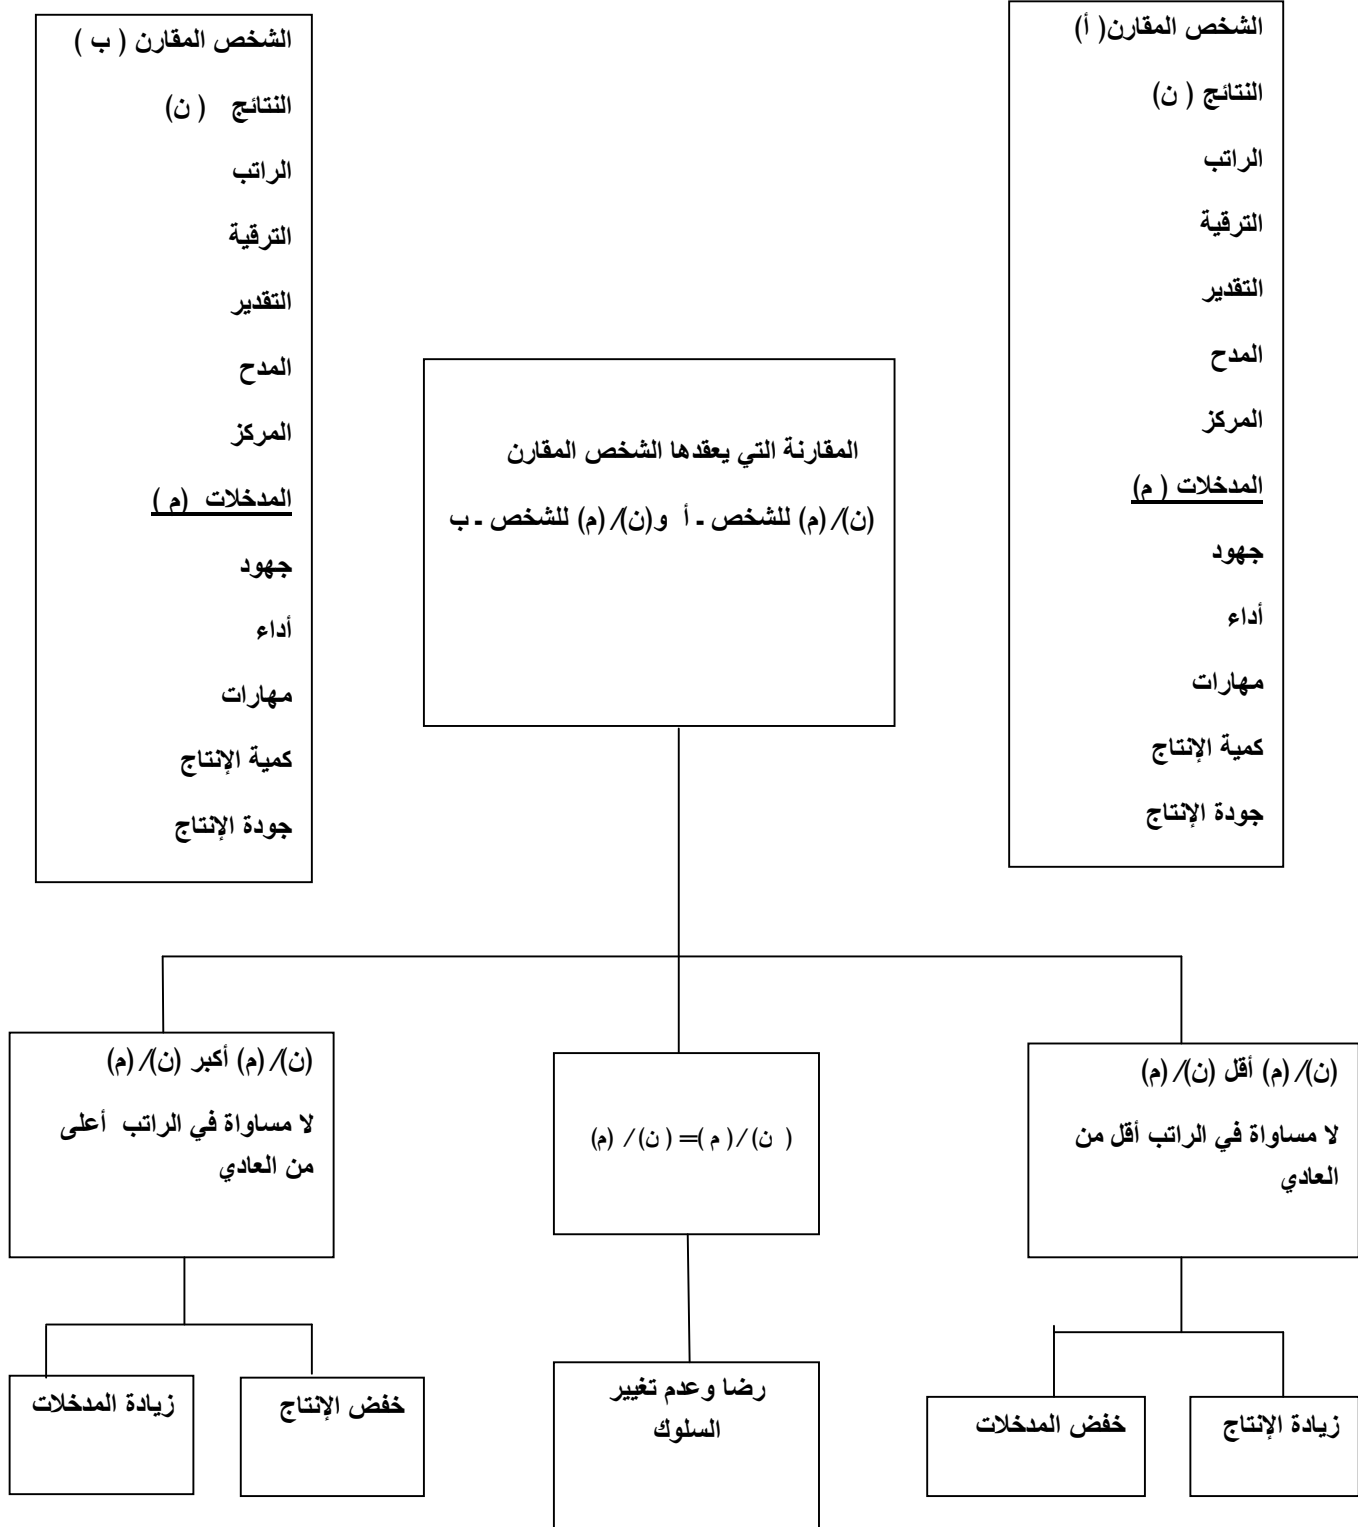 الشخص المقارن( أ)
النتائج ( ن)
الراتب
الترقية
التقدير
المدح
المركز
المدخلات ( م)
جهود
أداء
مهارات
كمية الإنتاج
جودة الإنتاج
الشخص المقارن ( ب )
النتائج ( ن)
الراتب
الترقية
التقدير
المدح
المركز
المدخلات (م )
جهود
أداء
مهارات
كمية الإنتاج
جودة الإنتاج
المقارنة التي يعقدها الشخص المقارن
(ن)/ (م) للشخص ـ أ و(ن)/ (م) للشخص ـ ب
(ن)/ (م) أقل (ن)/ (م)
لا مساواة في الراتب أقل من
العادي
( ن) / ( م )= ( ن) / (م)
(ن)/ (م) أكبر (ن)/ (م)
لا مساواة في الراتب أعلى
من العادي
زيادة الإنتاج
خفض المدخلات
رضا وعدم تغيير
السلوك
خفض الإنتاج
زيادة المدخلات